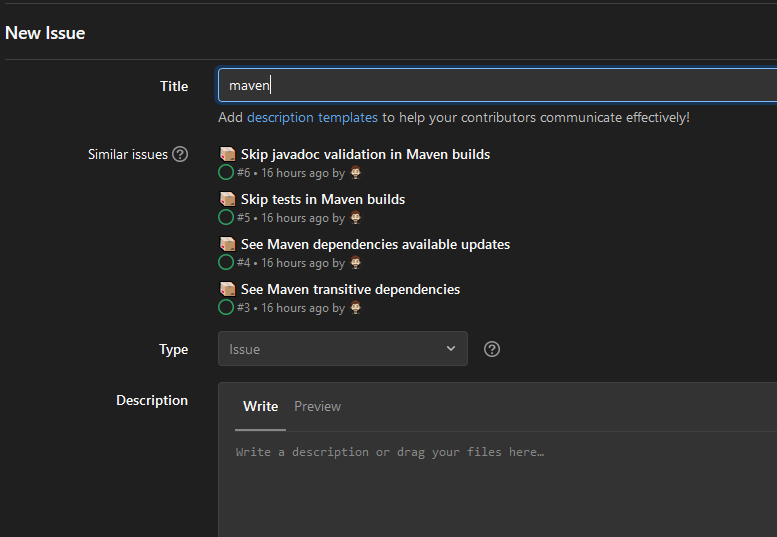 New Issue
Title
maven
Add description templates to help your contributors communicate effectively!
Similar issues
Skip javadoc validation in Maven builds
#6 • 16 hours ago by
Skip tests in Maven builds
#5 • 16 hours ago by
See Maven dependencies available updates
#4 • 16 hours ago by
See Maven transitive dependencies
#3 • 16 hours ago by
Type
Issue
Description
Write Preview
Write a description or drag your files here…